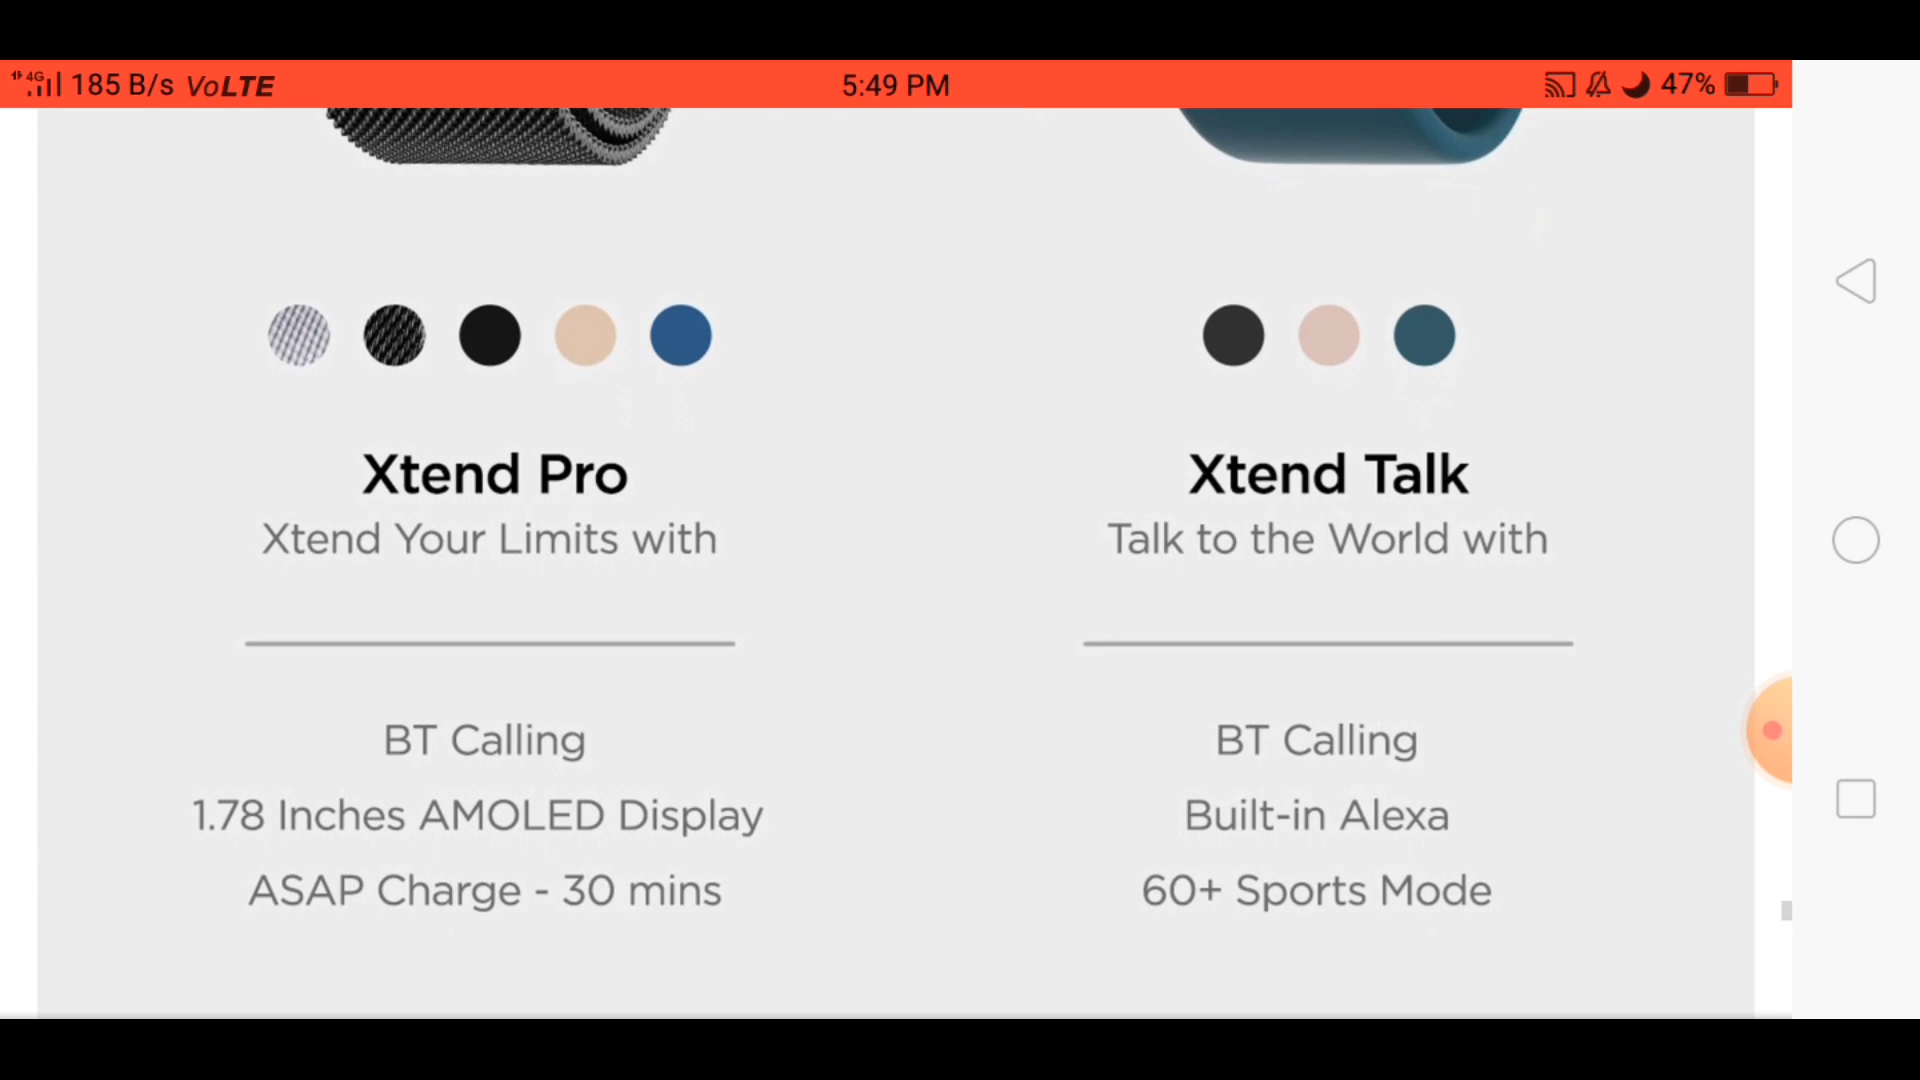 4G 185 B/s VoLTE 5:49 PM 47%
Xtend Pro
Xtend Your Limits with
BT Calling
1.78 Inches AMOLED Display
ASAP Charge - 30 mins
Xtend Talk
Talk to the World with
BT Calling
Built-in Alexa
60+ Sports Mode